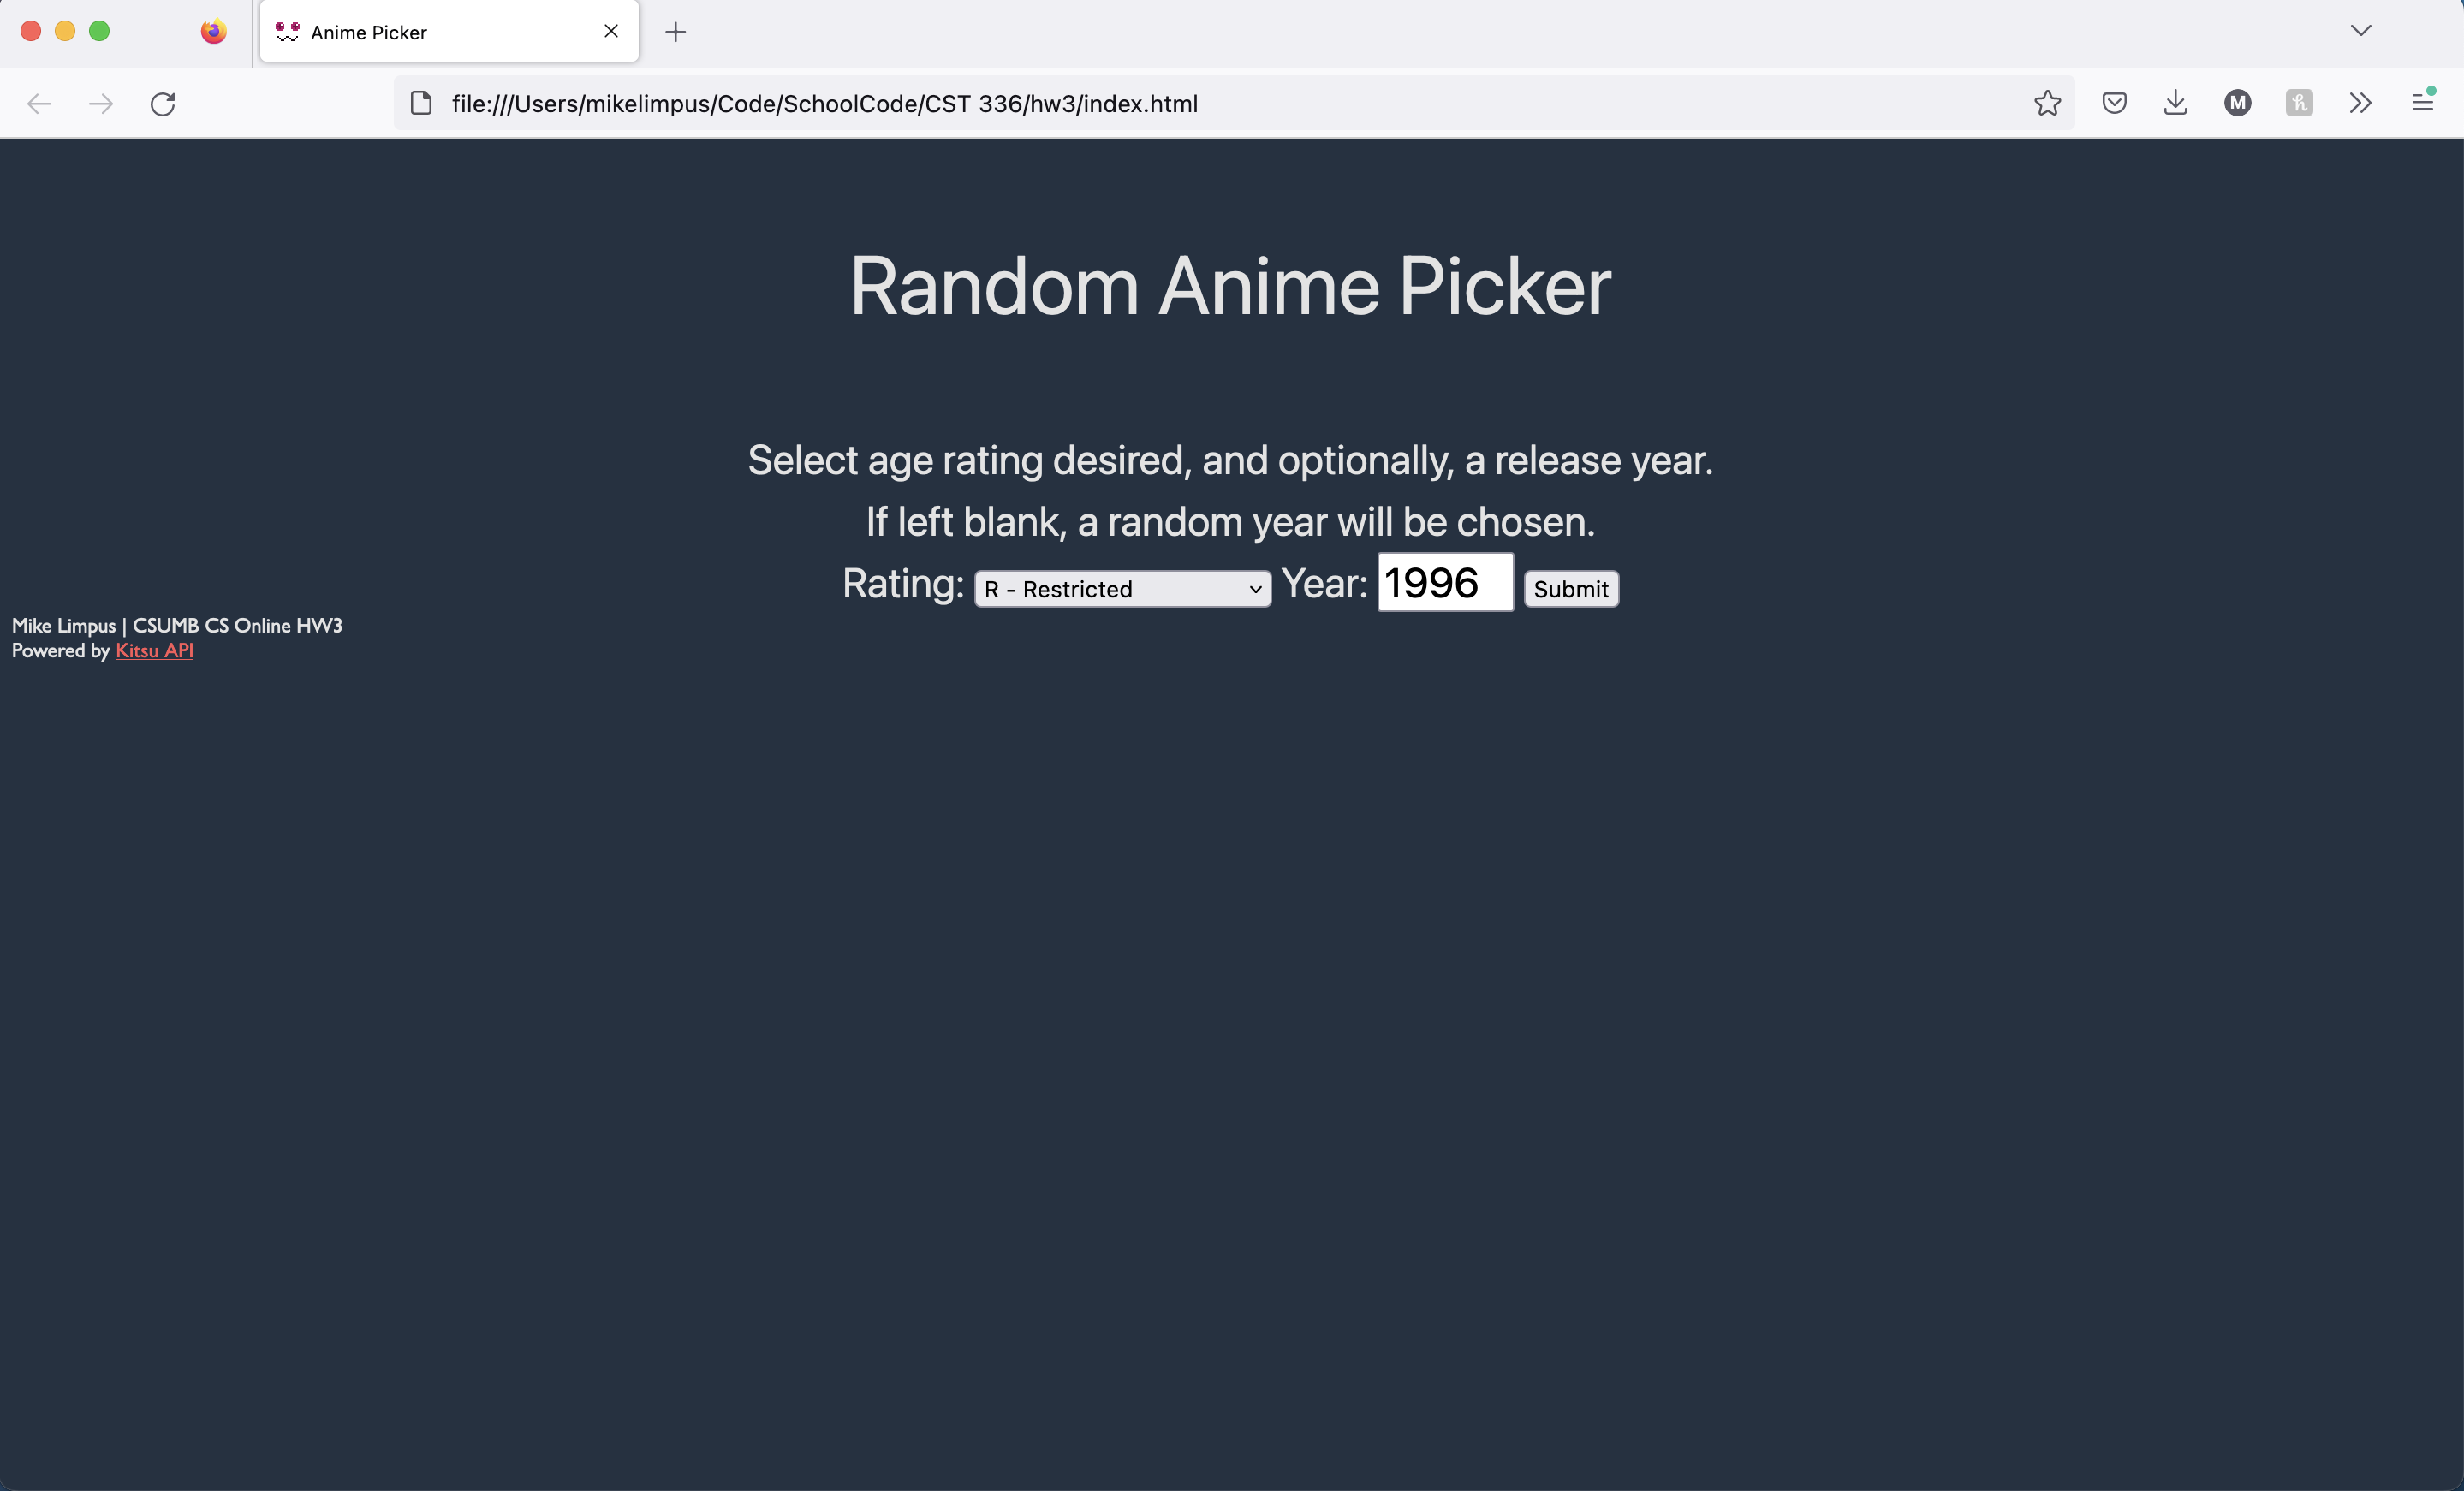 Anime Picker
file:///Users/mikelimpus/Code/SchoolCode/CST 336/hw3/index.html
M
h
Random Anime Picker
Select age rating desired, and optionally, a release year.
If left blank, a random year will be chosen.
Rating: R - Restricted Year: 1996 Submit
Mike Limpus | CSUMB CS Online HW3
Powered by Kitsu API